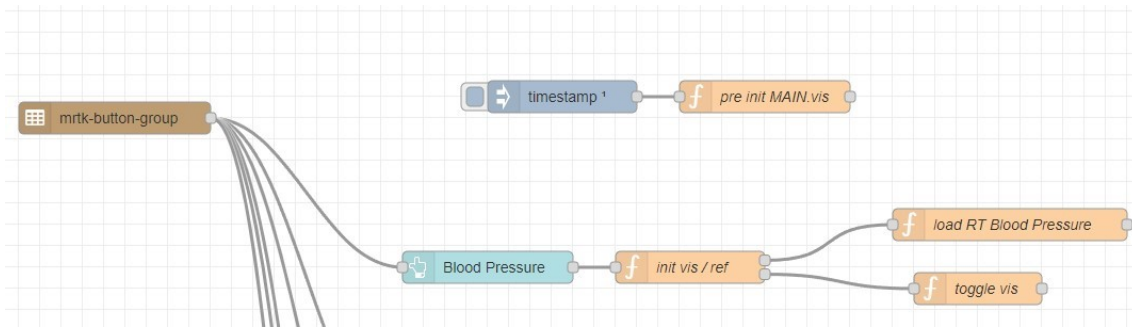 timestamp ¹
pre init MAIN.vis
mrtk-button-group
load RT Blood Pressure
Blood Pressure
init vis / ref
toggle vis